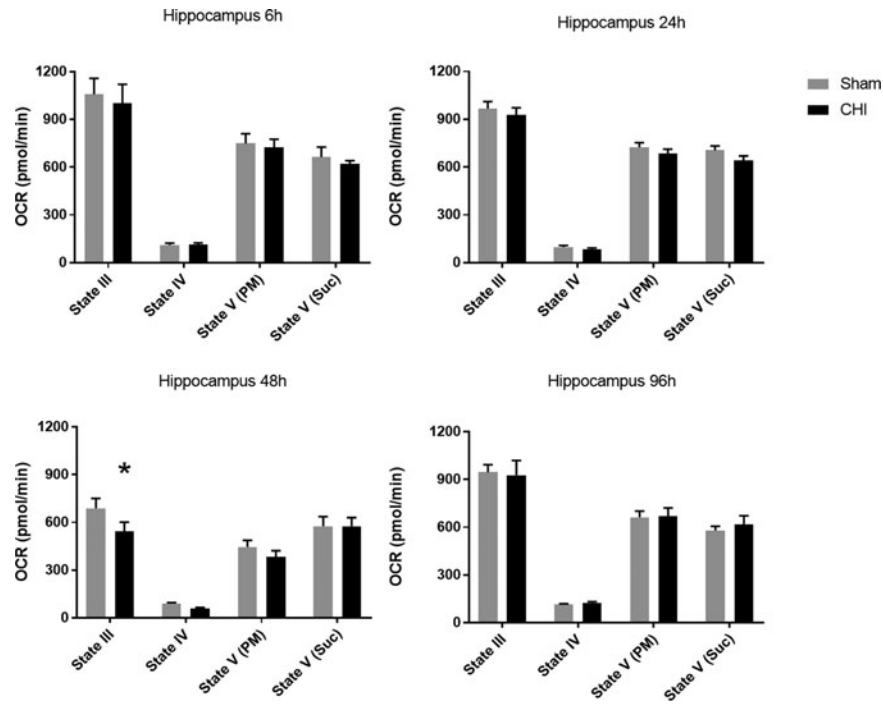 Hippocampus 6h
OCR (pmol/min)
1200
900
600
300
0
State III
State IV
State V (PM)
State V (Suc)
Hippocampus 24h
OCR (pmol/min)
1200
900
600
300
0
State III
State IV
State V (PM)
State V (Suc)
Sham
CHI
Hippocampus 48h
OCR (pmol/min)
1200
900
600
300
0
*
State III
State IV
State V (PM)
State V (Suc)
Hippocampus 96h
OCR (pmol/min)
1200
900
600
300
0
State III
State IV
State V (PM)
State V (Suc)